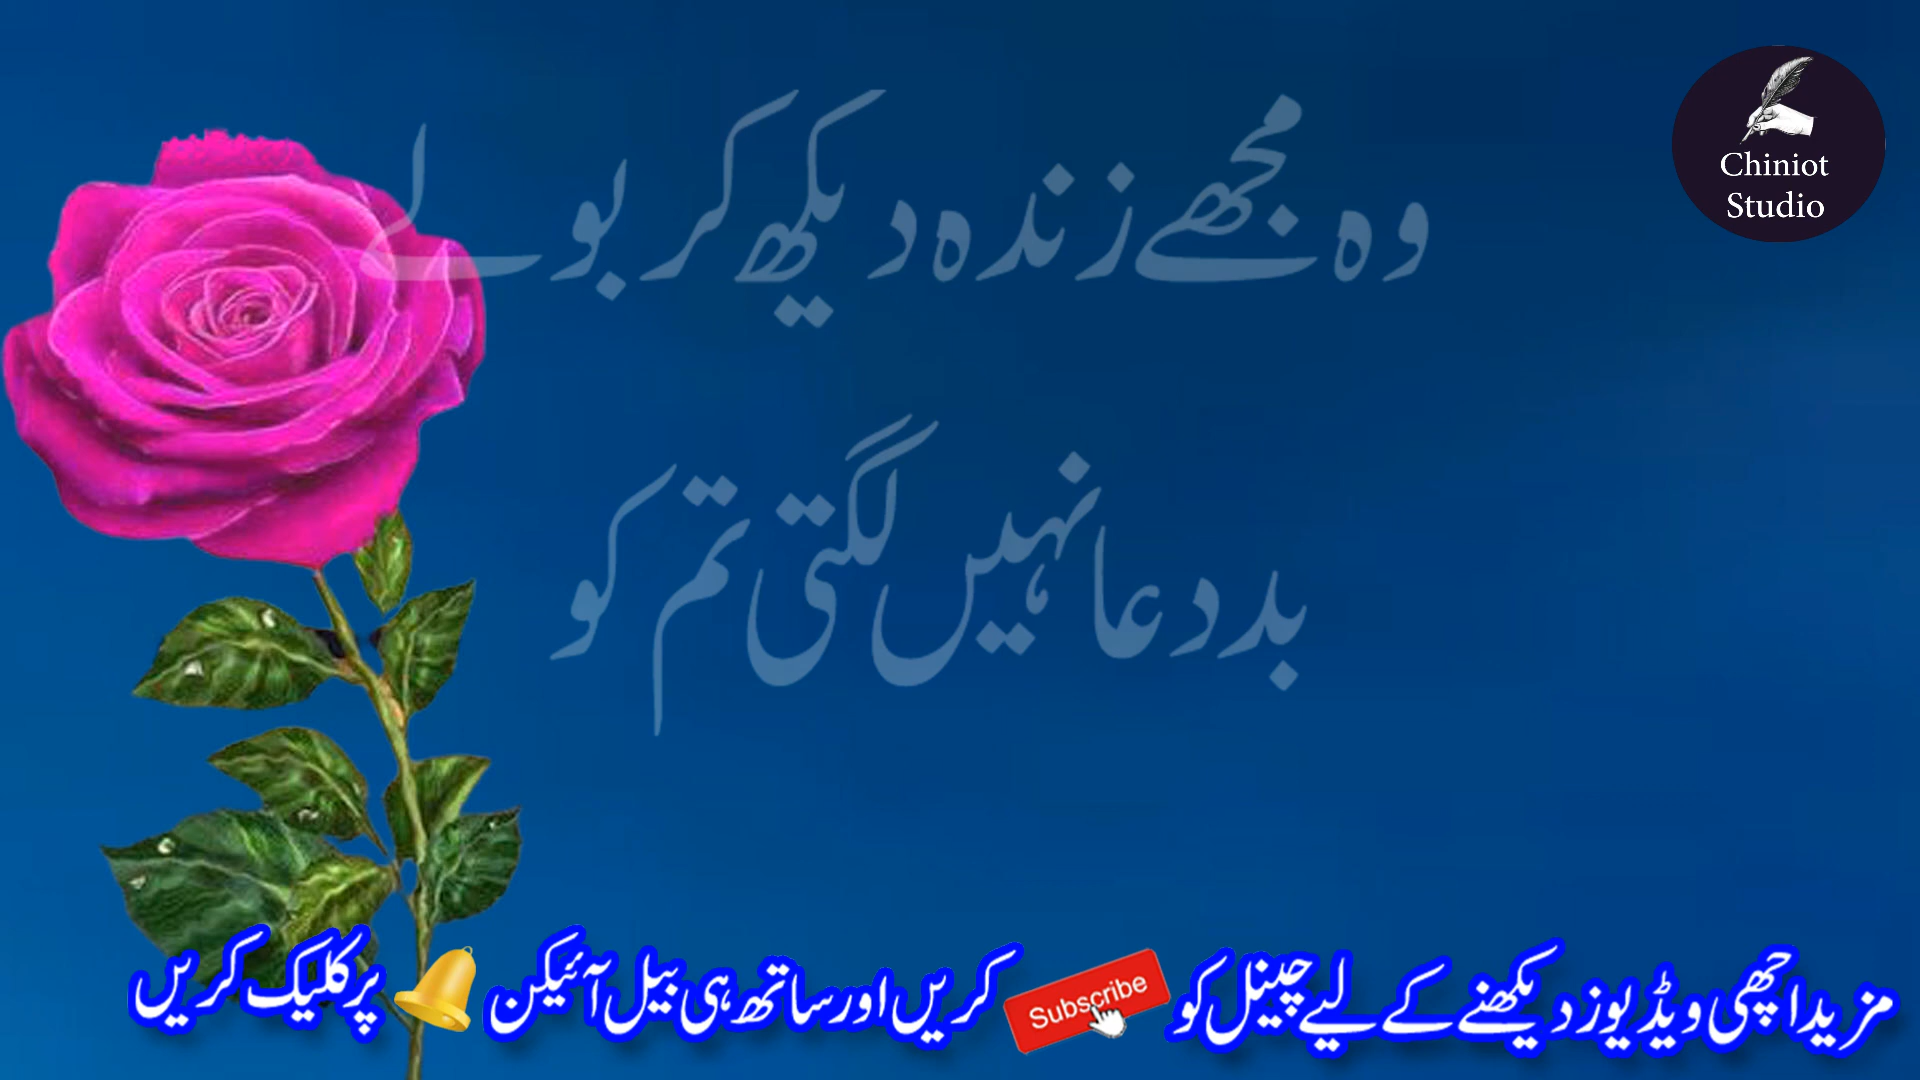 Chiniot
Studio
وہ مجھے زندہ دیکھ کر بولے
بددعا نہیں لگتی تم کو
مزید اچھی ویڈیوز دیکھنے کے لیے چینل کو Subscribe کریں اور ساتھ ہی بیل آئیکن پر کلیک کریں